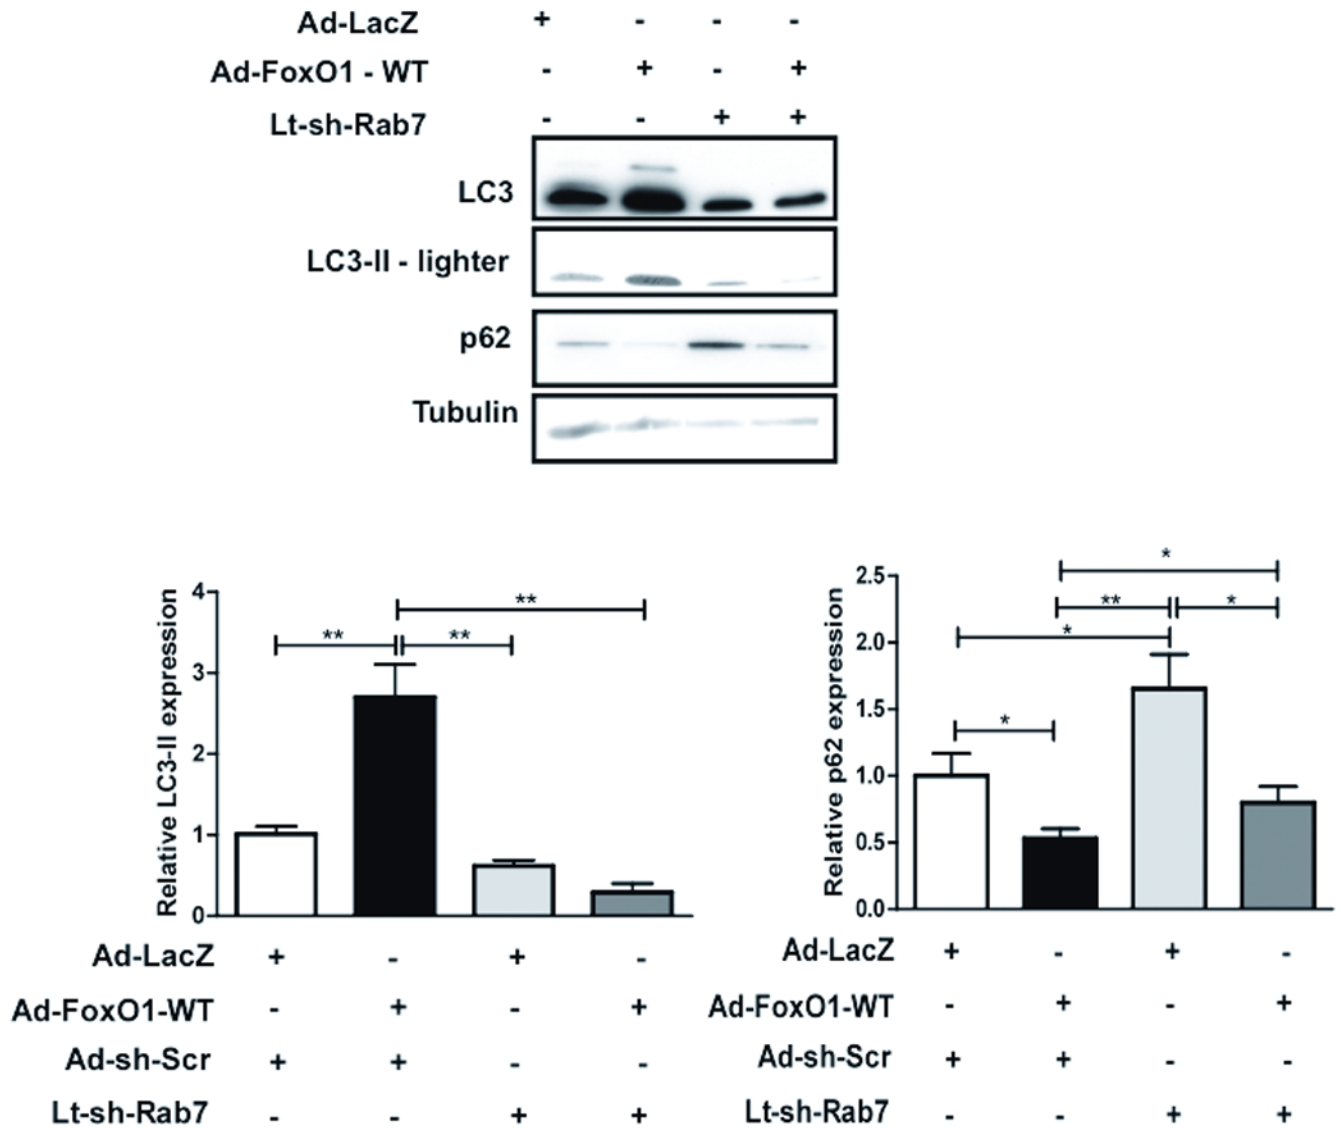 Ad-LacZ + - - -
Ad-FoxO1 - WT - + - +
Lt-sh-Rab7 - - + +
LC3
LC3-II - lighter
p62
Tubulin
Relative LC3-II expression
4
3
2
1
0
**
** **
Ad-LacZ + - + -
Ad-FoxO1-WT - + - +
Ad-sh-Scr + + - -
Lt-sh-Rab7 - - + +
Relative p62 expression
2.5
2.0
1.5
1.0
0.5
0.0
*
** *
*
*
Ad-LacZ + - + -
Ad-FoxO1-WT - + - +
Ad-sh-Scr + + - -
Lt-sh-Rab7 - - + +